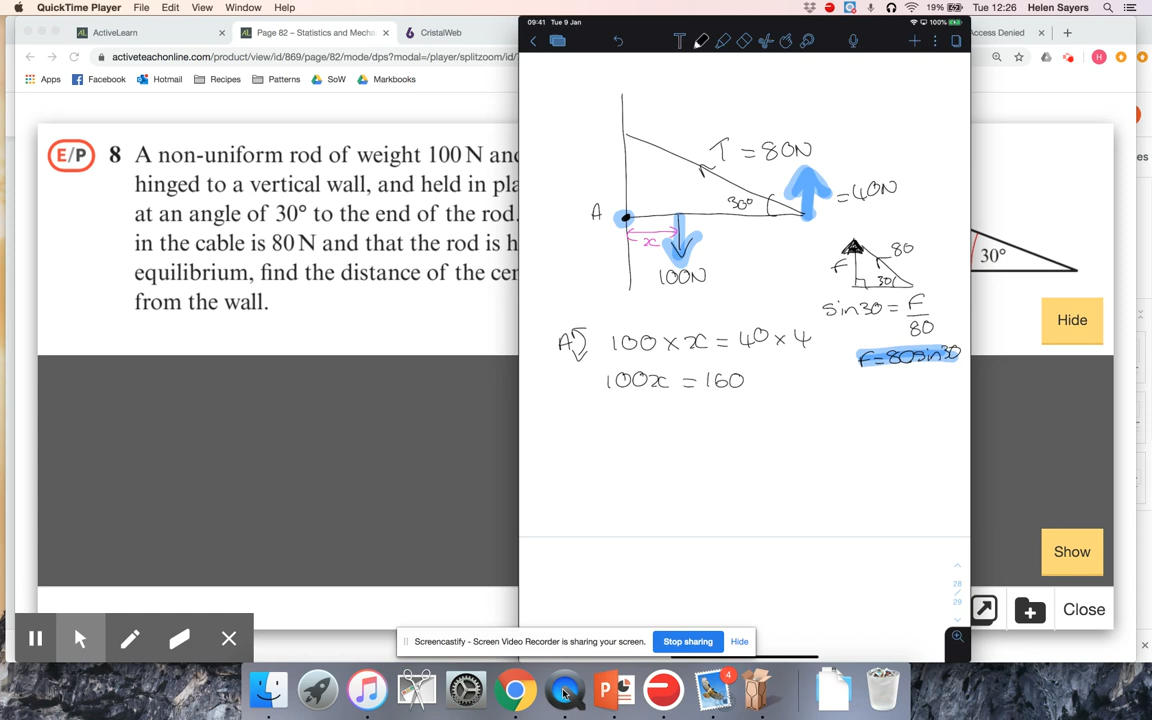 QuickTime Player File Edit View Window Help
19% Tue 12:26 Helen Sayers
ActiveLearn
Page 82 – Statistics and Mecha
CristalWeb
Access Denied
activeteachonline.com/product/view/id/869/page/82/mode/dps?modal=/player/splitzoom/id/
Apps Facebook Hotmail Recipes Patterns SoW Markbooks
09:41 Tue 9 Jan
100%
E/P 8 A non-uniform rod of weight 100 N and
hinged to a vertical wall, and held in pla
at an angle of 30° to the end of the rod.
in the cable is 80 N and that the rod is h
equilibrium, find the distance of the cen
from the wall.
T = 80N
30°
= 40N
A
x
100N
80
F
30
sin30 = F
80
F = 80sin30
A 100 × x = 40 × 4
100x = 160
30°
Hide
Show
28
/
29
Close
Screencastify - Screen Video Recorder is sharing your screen. Stop sharing Hide
4